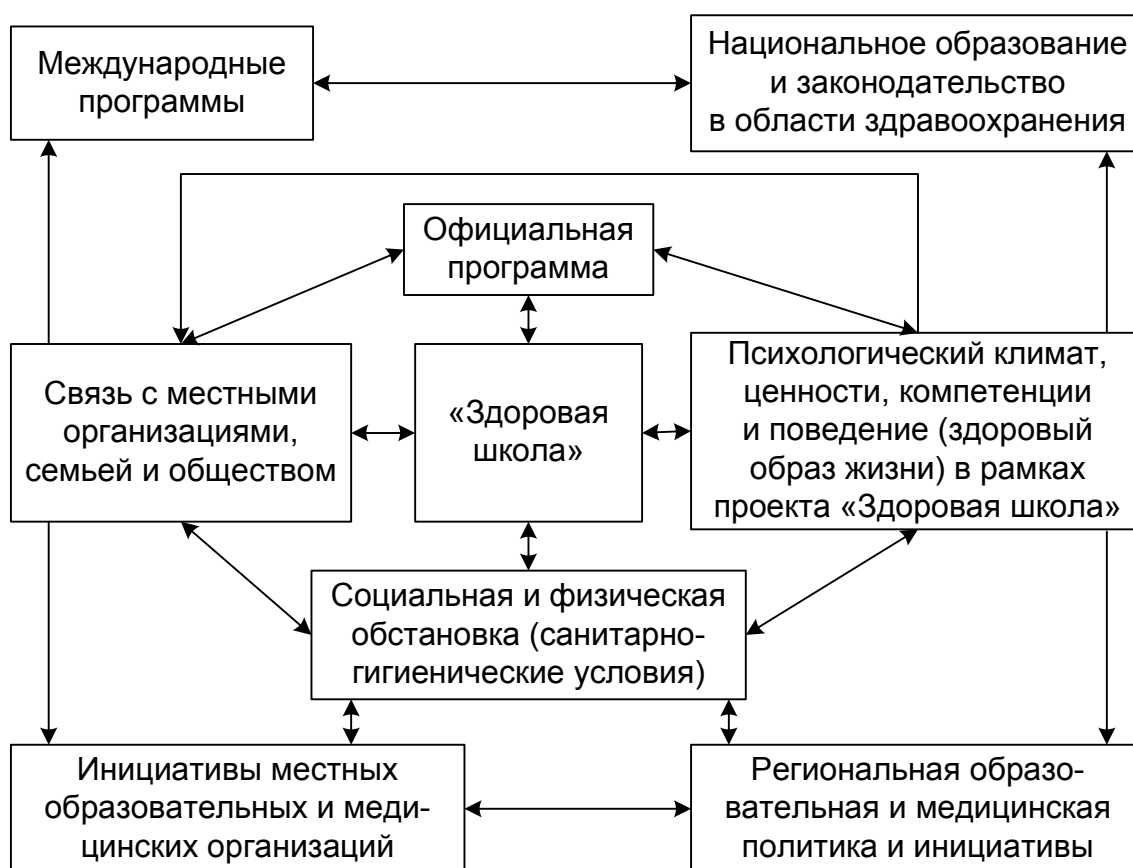 Международные
программы
Национальное образование
и законодательство
в области здравоохранения
Официальная
программа
Связь с местными
организациями,
семьей и обществом
«Здоровая
школа»
Психологический климат,
ценности, компетенции
и поведение (здоровый
образ жизни) в рамках
проекта «Здоровая школа»
Социальная и физическая
обстановка (санитарно-
гигиенические условия)
Инициативы местных
образовательных и меди-
цинских организаций
Региональная образо-
вательная и медицинская
политика и инициативы